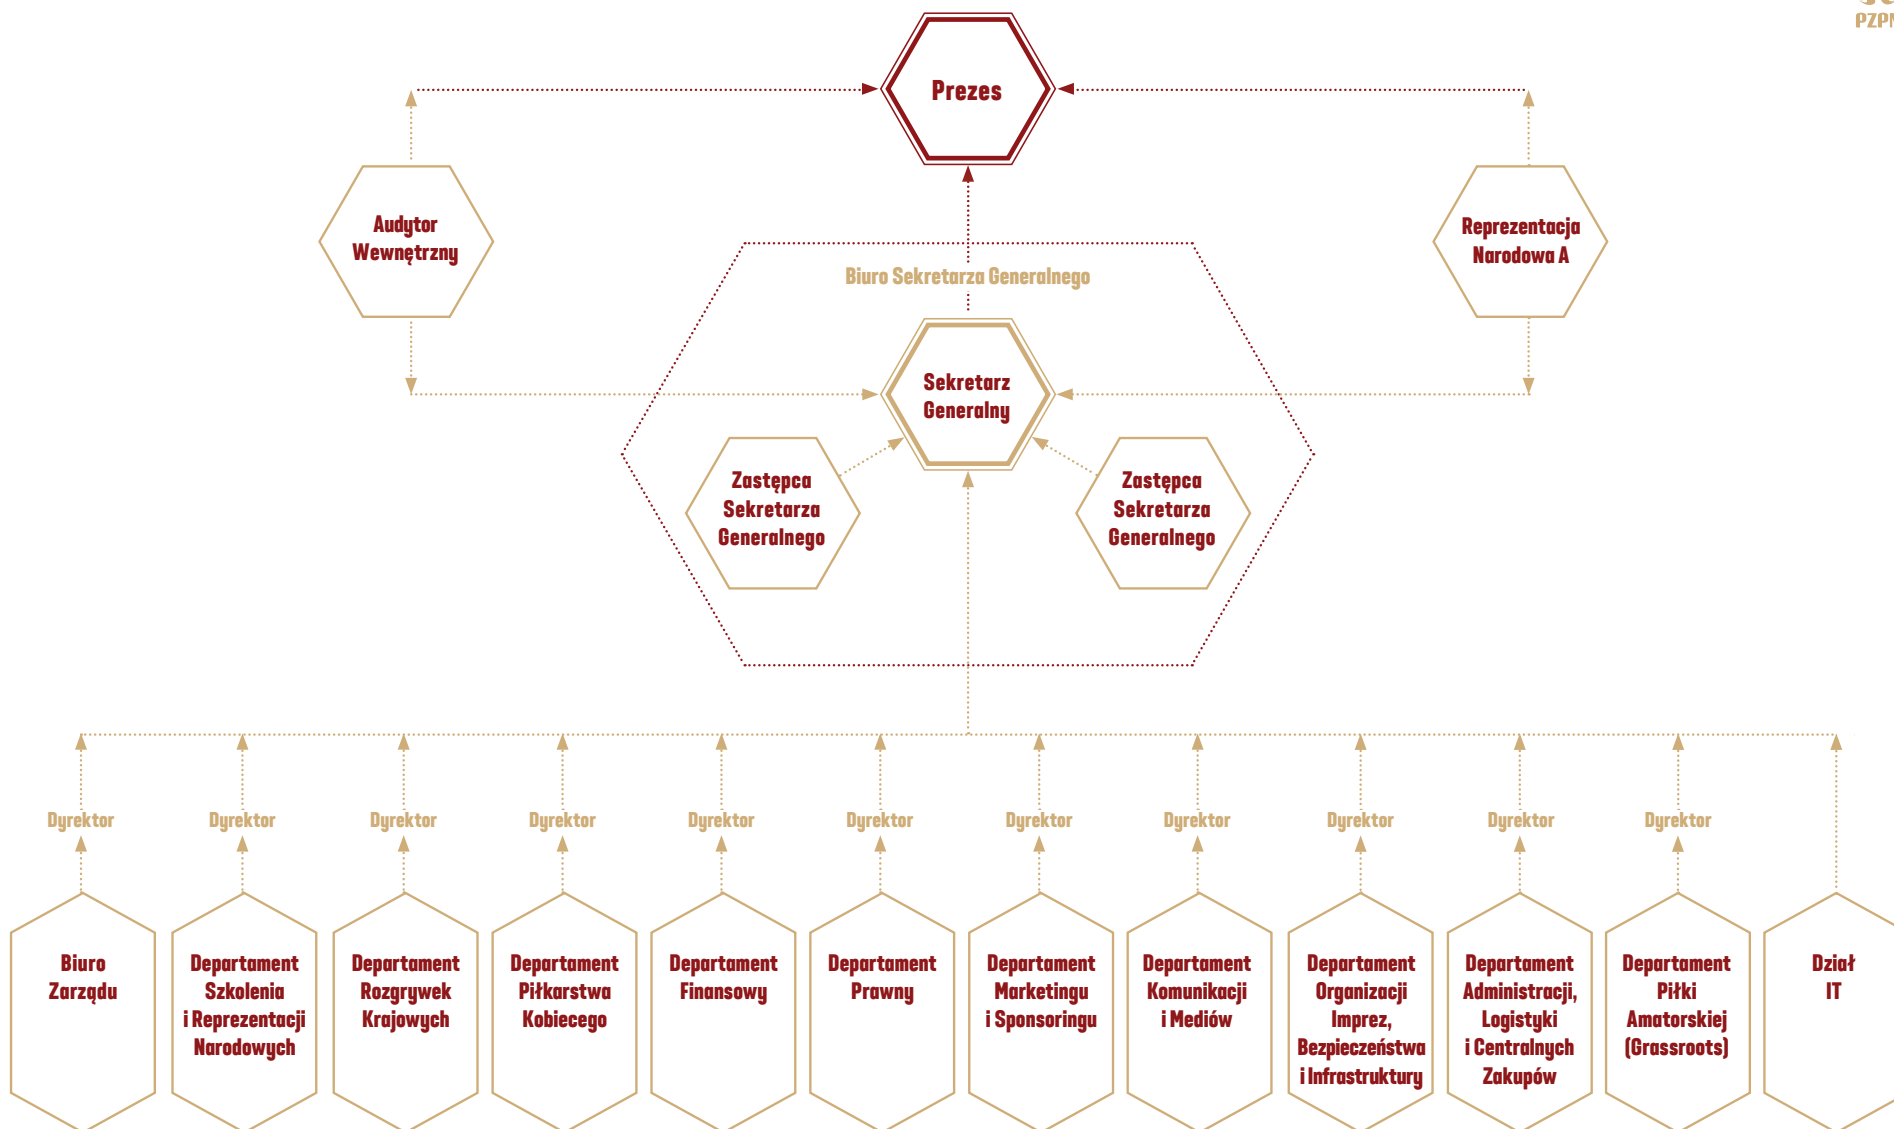 PZPN
Prezes
Audytor
Wewnętrzny
Reprezentacja
Narodowa A
Biuro Sekretarza Generalnego
Sekretarz
Generalny
Zastępca
Sekretarza
Generalnego
Zastępca
Sekretarza
Generalnego
Dyrektor
Dyrektor
Dyrektor
Dyrektor
Dyrektor
Dyrektor
Dyrektor
Dyrektor
Dyrektor
Dyrektor
Dyrektor
Biuro
Zarządu
Departament
Szkolenia
i Reprezentacji
Narodowych
Departament
Rozgrywek
Krajowych
Departament
Piłkarstwa
Kobiecego
Departament
Finansowy
Departament
Prawny
Departament
Marketingu
i Sponsoringu
Departament
Komunikacji
i Mediów
Departament
Organizacji
Imprez,
Bezpieczeństwa
i Infrastruktury
Departament
Administracji,
Logistyki
i Centralnych
Zakupów
Departament
Piłki
Amatorskiej
(Grassroots)
Dział
IT